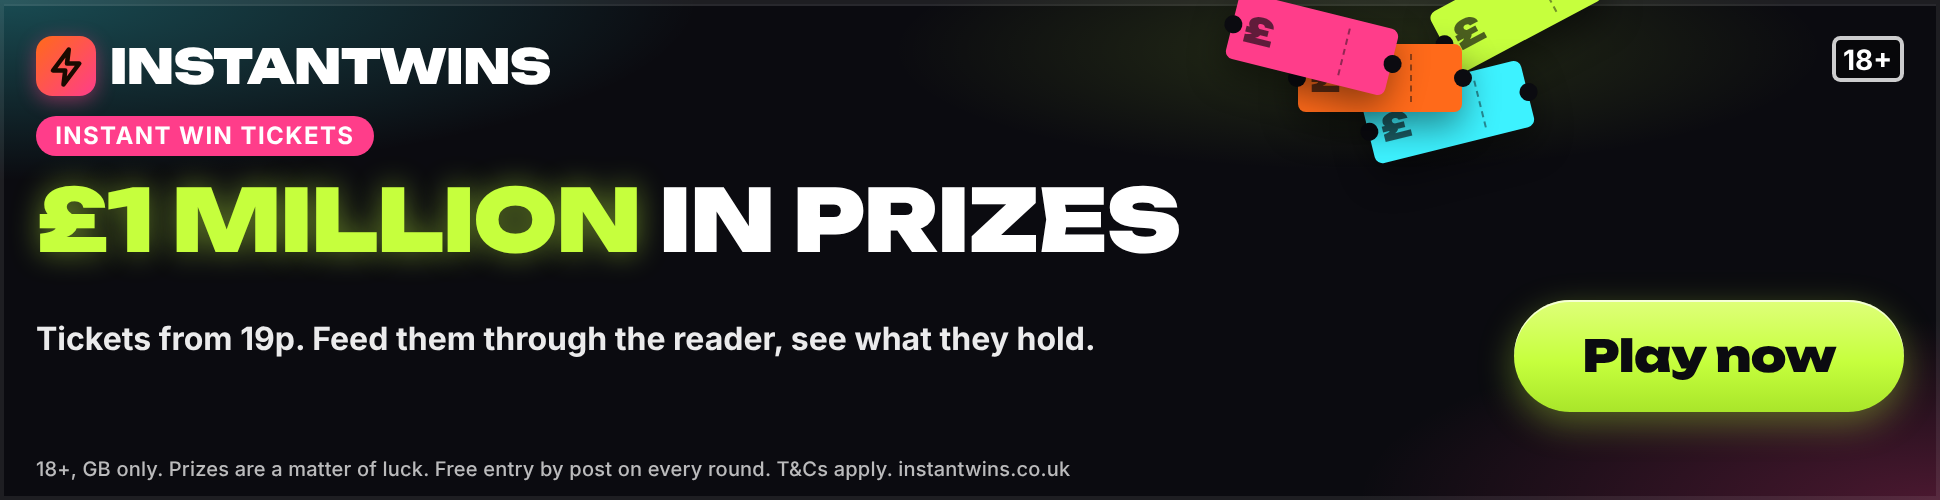 INSTANTWINS
18+
INSTANT WIN TICKETS
£1 MILLION IN PRIZES
Tickets from 19p. Feed them through the reader, see what they hold.
Play now
18+, GB only. Prizes are a matter of luck. Free entry by post on every round. T&Cs apply. instantwins.co.uk
£
£
£